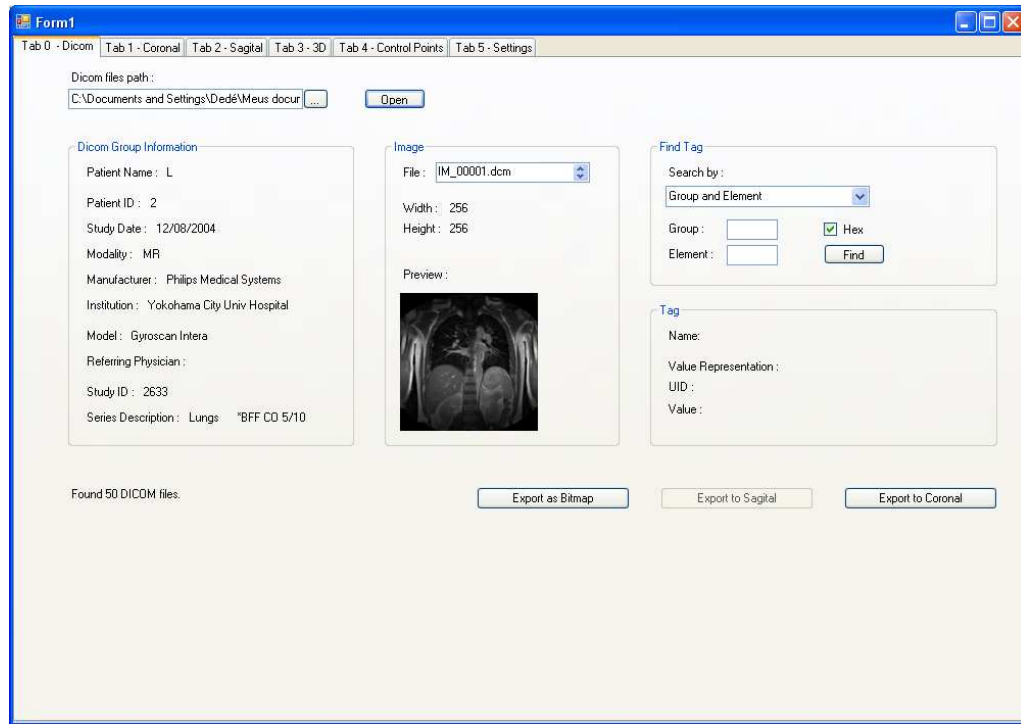 Form1
Tab 0 - Dicom Tab 1 - Coronal Tab 2 - Sagital Tab 3 - 3D Tab 4 - Control Points Tab 5 - Settings
Dicom files path :
C:\Documents and Settings\Dedé\Meus docur ... Open
Dicom Group Information
Patient Name : L
Patient ID : 2
Study Date : 12/08/2004
Modality : MR
Manufacturer : Philips Medical Systems
Institution : Yokohama City Univ Hospital
Model : Gyroscan Intera
Referring Physician :
Study ID : 2633
Series Description : Lungs "BFF CO 5/10
Image
File : IM_00001.dcm
Width : 256
Height : 256
Preview :
Find Tag
Search by :
Group and Element
Group : Hex
Element : Find
Tag
Name:
Value Representation :
UID :
Value :
Found 50 DICOM files.
Export as Bitmap Export to Sagital Export to Coronal